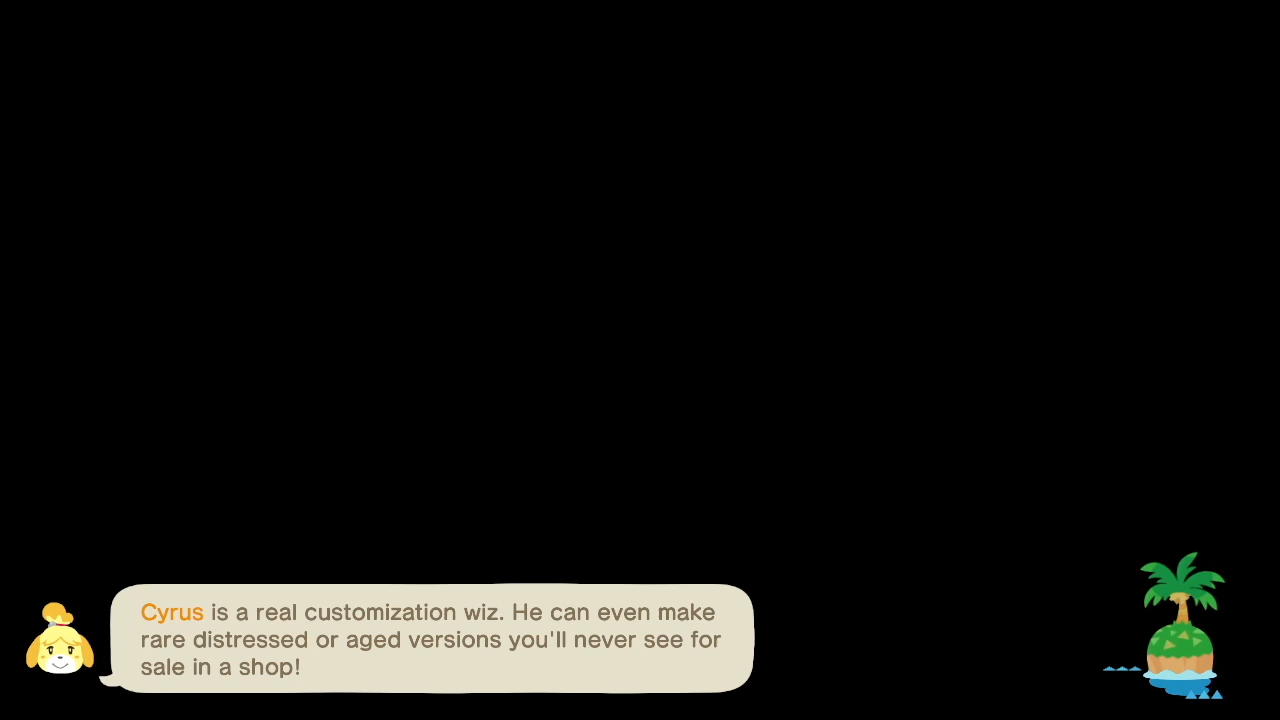 Cyrus is a real customization wiz. He can even make
rare distressed or aged versions you'll never see for
sale in a shop!